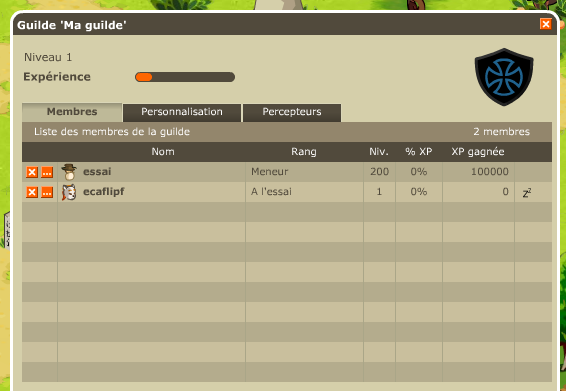 Guilde 'Ma guilde'
Niveau 1
Expérience
Membres Personnalisation Percepteurs
Liste des membres de la guilde 2 membres
Nom Rang Niv. % XP XP gagnée
essai Meneur 200 0% 100000
... ecaflipf A l'essai 1 0% 0 zz